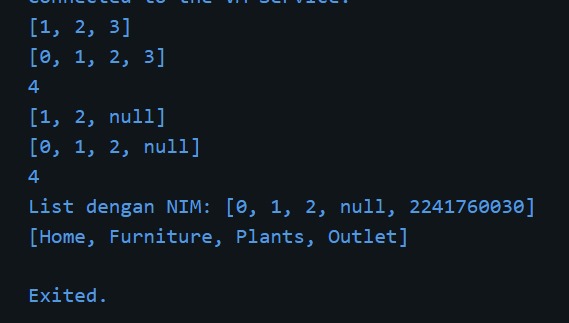 Connected to the VM Service.
[1, 2, 3]
[0, 1, 2, 3]
4
[1, 2, null]
[0, 1, 2, null]
4
List dengan NIM: [0, 1, 2, null, 2241760030]
[Home, Furniture, Plants, Outlet]
Exited.